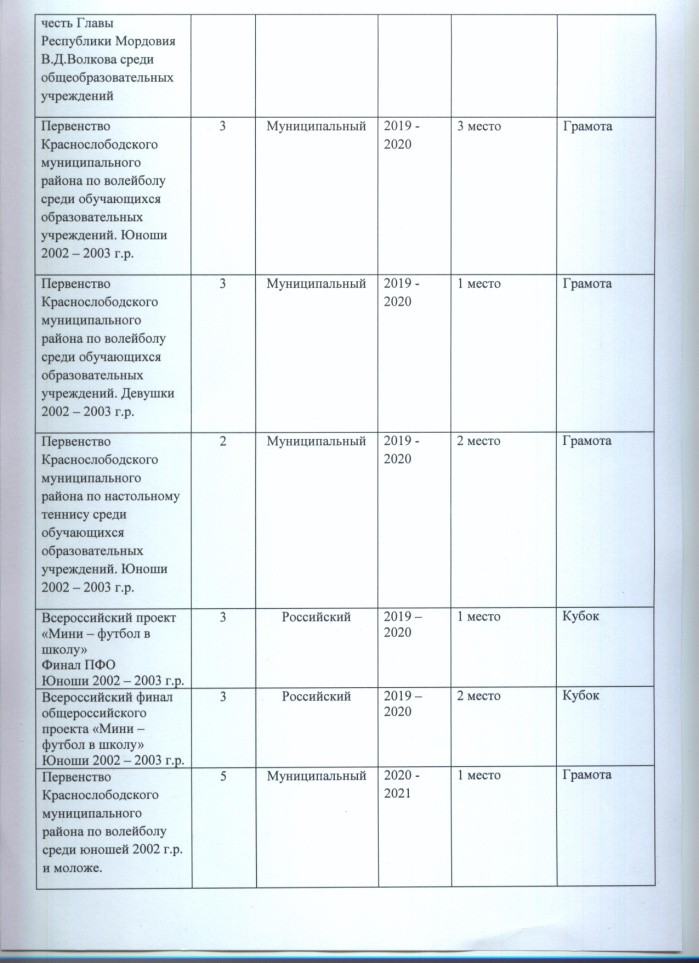 честь Главы
Республики Мордовия
В.Д.Волкова среди
общеобразовательных
учреждений
Первенство 3 Муниципальный 2019 - 3 место Грамота
Краснослободского 2020
муниципального
района по волейболу
среди обучающихся
образовательных
учреждений. Юноши
2002 – 2003 г.р.
Первенство 3 Муниципальный 2019 - 1 место Грамота
Краснослободского 2020
муниципального
района по волейболу
среди обучающихся
образовательных
учреждений. Девушки
2002 – 2003 г.р.
Первенство 2 Муниципальный 2019 - 2 место Грамота
Краснослободского 2020
муниципального
района по настольному
теннису среди
обучающихся
образовательных
учреждений. Юноши
2002 – 2003 г.р.
Всероссийский проект 3 Российский 2019 – 1 место Кубок
«Мини – футбол в 2020
школу»
Финал ПФО
Юноши 2002 – 2003 г.р.
Всероссийский финал 3 Российский 2019 – 2 место Кубок
общероссийского 2020
проекта «Мини –
футбол в школу»
Юноши 2002 – 2003 г.р.
Первенство 5 Муниципальный 2020 - 1 место Грамота
Краснослободского 2021
муниципального
района по волейболу
среди юношей 2002 г.р.
и моложе.